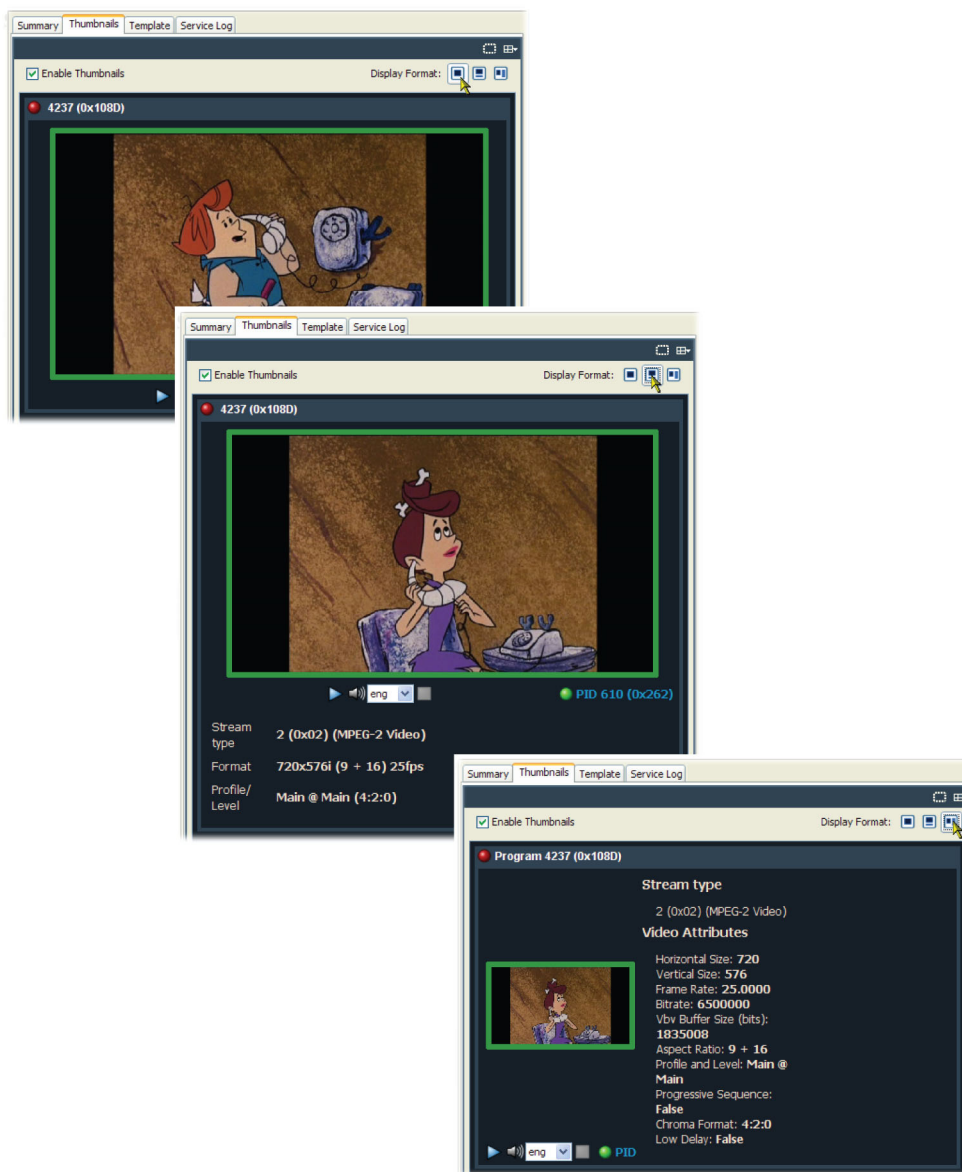 Summary Thumbnails Template Service Log
Enable Thumbnails Display Format:
4237 (0x108D)
Summary Thumbnails Template Service Log
Enable Thumbnails Display Format:
4237 (0x108D)
eng PID 610 (0x262)
Stream
type
2 (0x02) (MPEG-2 Video)
Format 720x576i (9 + 16) 25fps
Profile/
Level
Main @ Main (4:2:0)
Summary Thumbnails Template Service Log
Enable Thumbnails Display Format:
Program 4237 (0x108D)
Stream type
2 (0x02) (MPEG-2 Video)
Video Attributes
Horizontal Size: 720
Vertical Size: 576
Frame Rate: 25.0000
Bitrate: 6500000
Vbv Buffer Size (bits):
1835008
Aspect Ratio: 9 + 16
Profile and Level: Main @
Main
Progressive Sequence:
False
Chroma Format: 4:2:0
Low Delay: False
eng PID